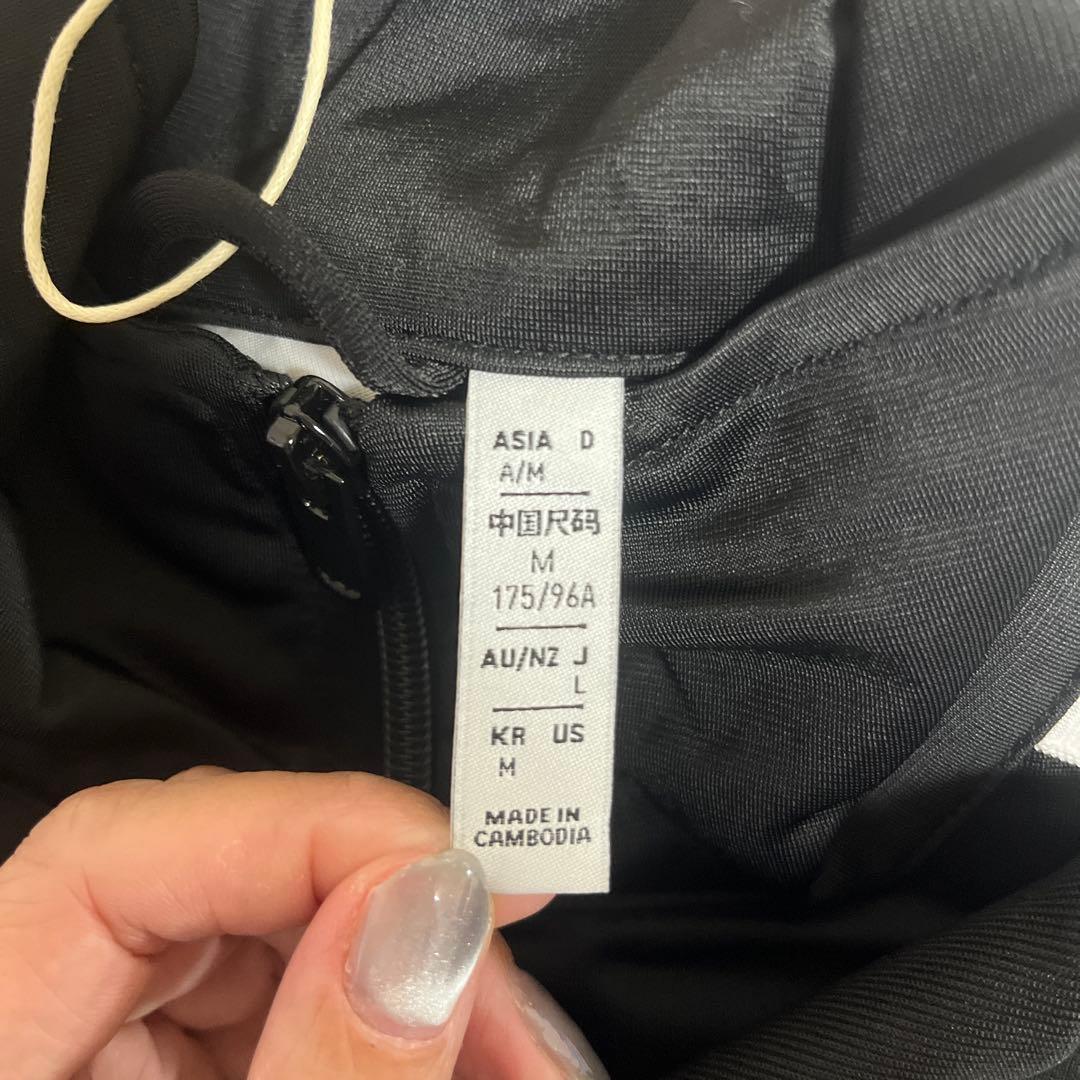 ASIA D
A/M
中国尺码
M
175/96A
AU/NZ J
L
KR US
M
MADE IN
CAMBODIA